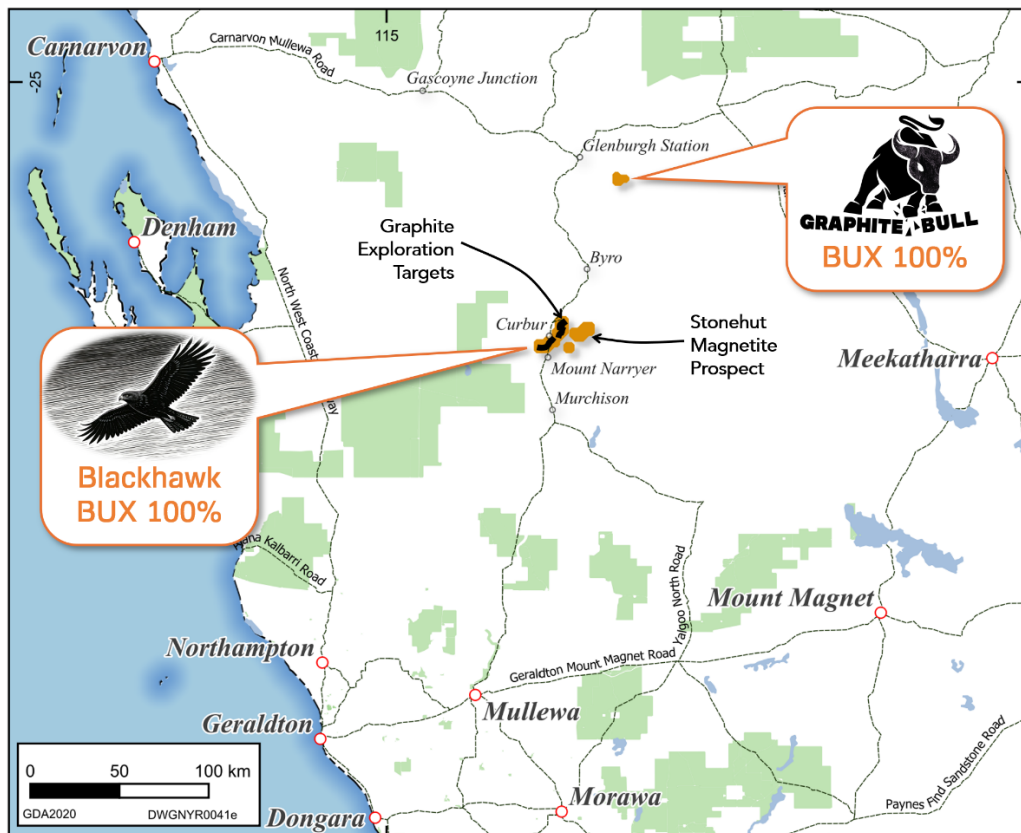 Carnarvon
Carnarvon Mullewa Road
115
-25
-25
Gascoyne Junction
Glenburgh Station
GRAPHITE BULL
BUX 100%
Denham
Graphite
Exploration
Targets
Byro
North West Coast
way
Curbur
Stonehut
Magnetite
Prospect
Mount Narryer
Meekatharra
Murchison
Blackhawk
BUX 100%
Kalbarri Road
Yalgoo North Road
Mount Magnet
Northampton
Geraldton Mount Magnet Road
Mullewa
Geraldton
0 50 100 km
GDA2020 DWGNYR0041e
Dongara
Morawa
Paynes Find Sandstone Road